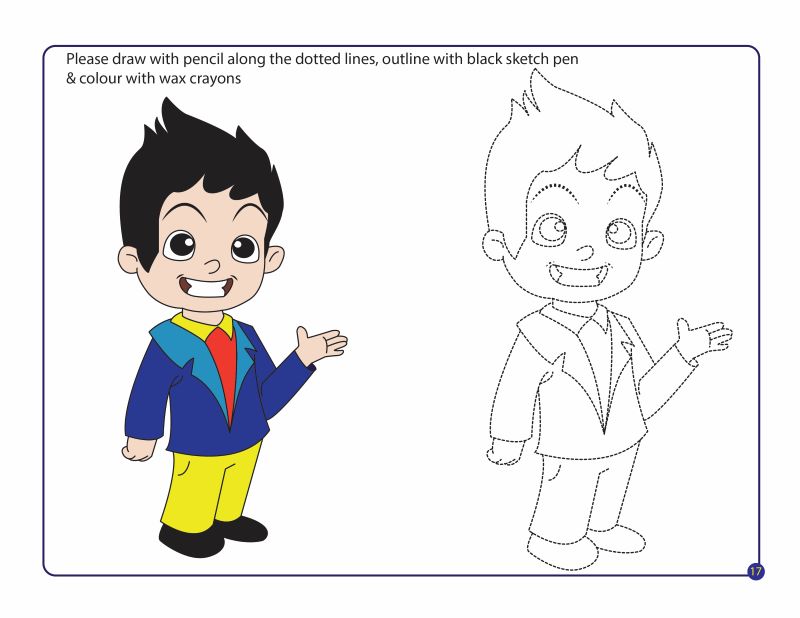 Please draw with pencil along the dotted lines, outline with black sketch pen
& colour with wax crayons
17